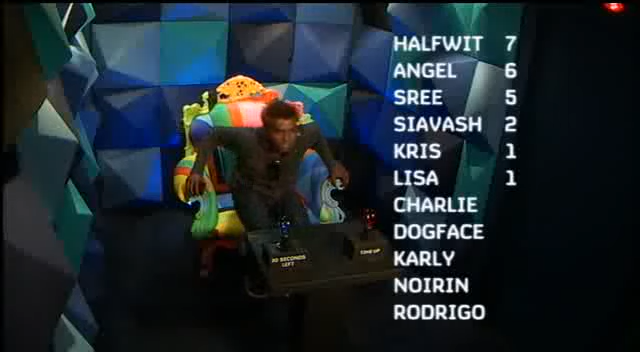 HALFWIT 7
ANGEL 6
SREE 5
SIAVASH 2
KRIS 1
LISA 1
CHARLIE
DOGFACE
KARLY
NOIRIN
RODRIGO
30 SECONDS
LEFT
TIME UP